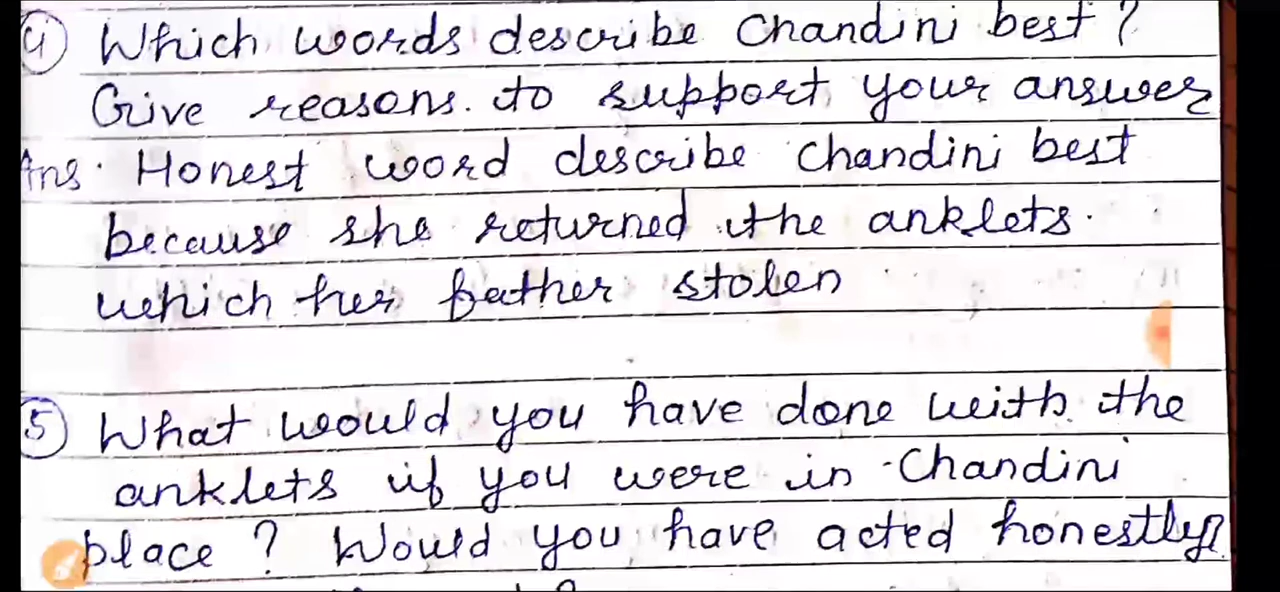 4 Which words describe Chandini best?
Give reasons. to support your answer
Ans. Honest word describe Chandini best
because she returned the anklets.
which her father stolen
5 What would you have done with the
anklets if you were in Chandini
place? Would you have acted honestly?